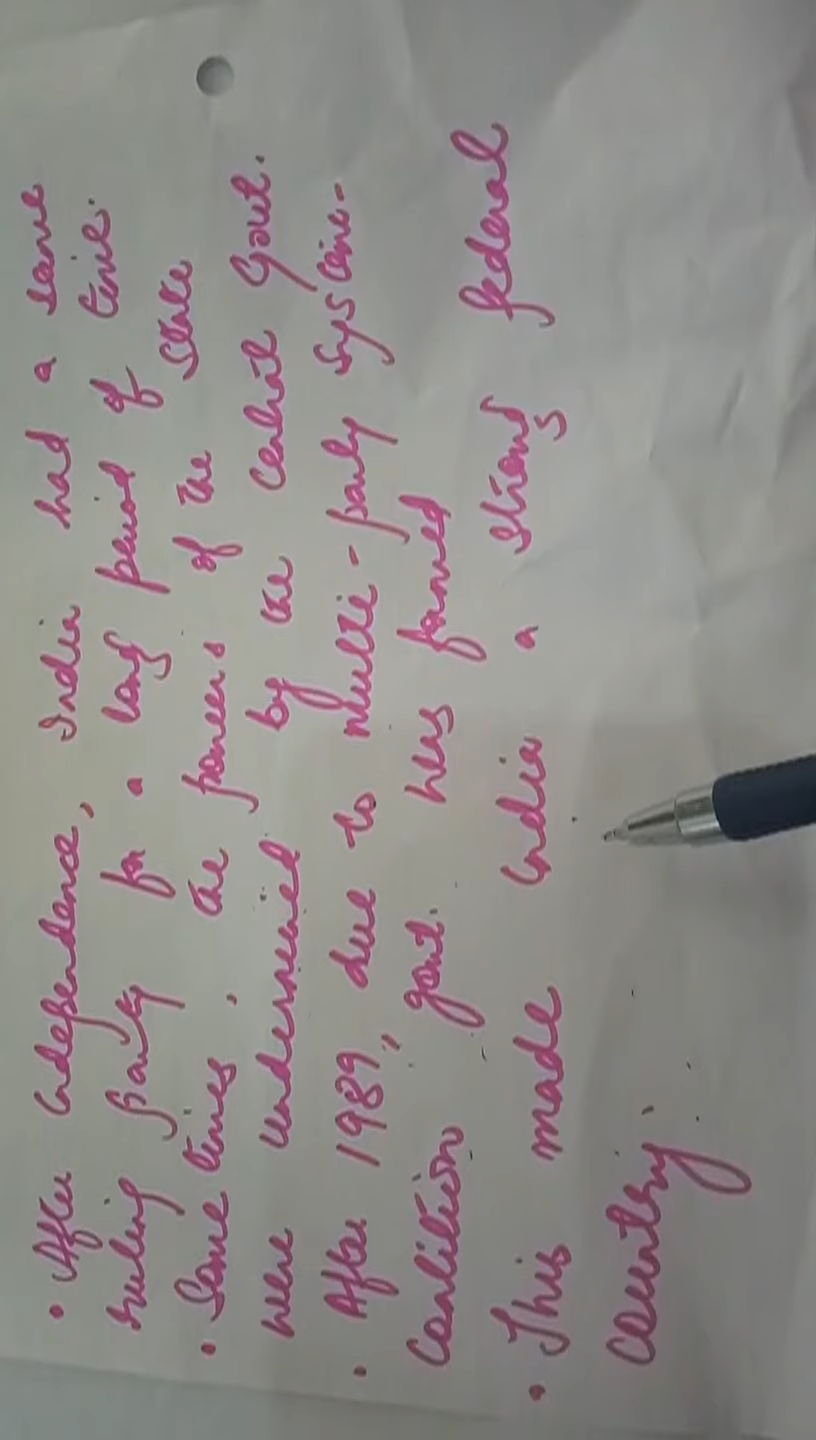 • After Independence, India had a same
ruling party for a long period of time.
• Some times, the powers of the state
were undermined by the central Govt.
• After 1989, due to multi-party system-
Coalition govt. was formed
• This made India a strong federal
country.